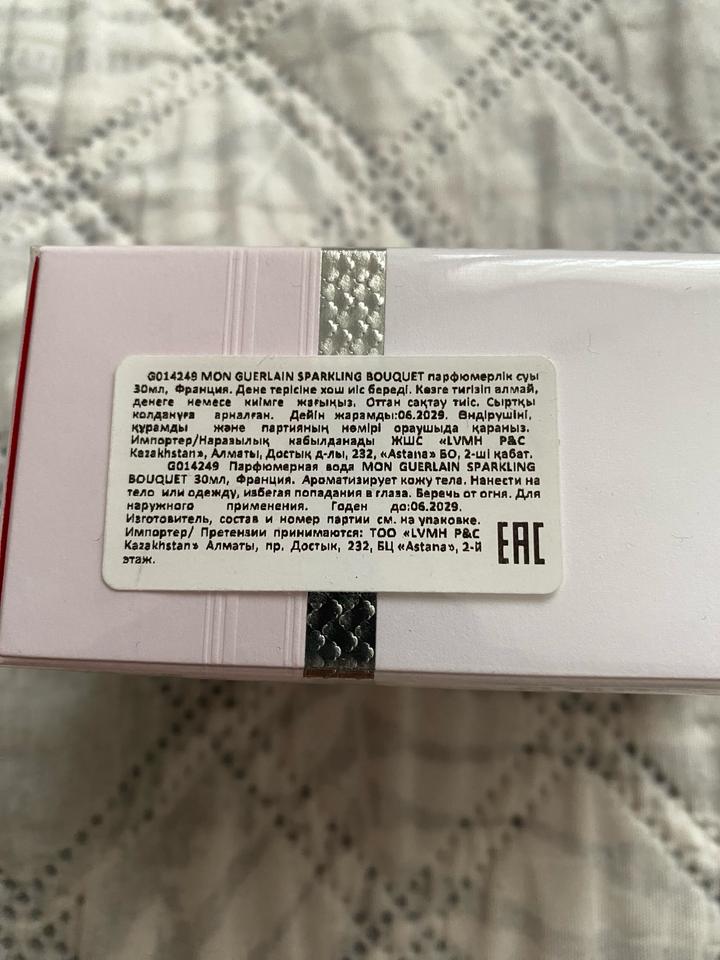 G014249 MON GUERLAIN SPARKLING BOUQUET парфюмерлік суы
30мл, Франция. Дене терісіне хош иіс береді. Көзге тигізіп алмай,
денеге немесе киімге жағыңыз. Оттан сақтау тиіс. Сыртқы
қолдануға арналған. Дейін жарамды:06.2029. Өндірушіні,
құрамды және партияның нөмірі ораушыда қараңыз.
Импортер/Наразылық қабылданады ЖШС «LVMH P&C
Kazakhstan», Алматы, Достық д-лы, 232, «Astana» БО, 2-ші қабат.
G014249 Парфюмерная вода MON GUERLAIN SPARKLING
BOUQUET 30мл, Франция. Ароматизирует кожу тела. Нанести на
тело или одежду, избегая попадания в глаза. Беречь от огня. Для
наружного применения. Годен до:06.2029.
Изготовитель, состав и номер партии см. на упаковке.
Импортер/ Претензии принимаются: ТОО «LVMH P&C
Kazakhstan» Алматы, пр. Достык, 232, БЦ «Astana», 2-й
этаж.
EAC